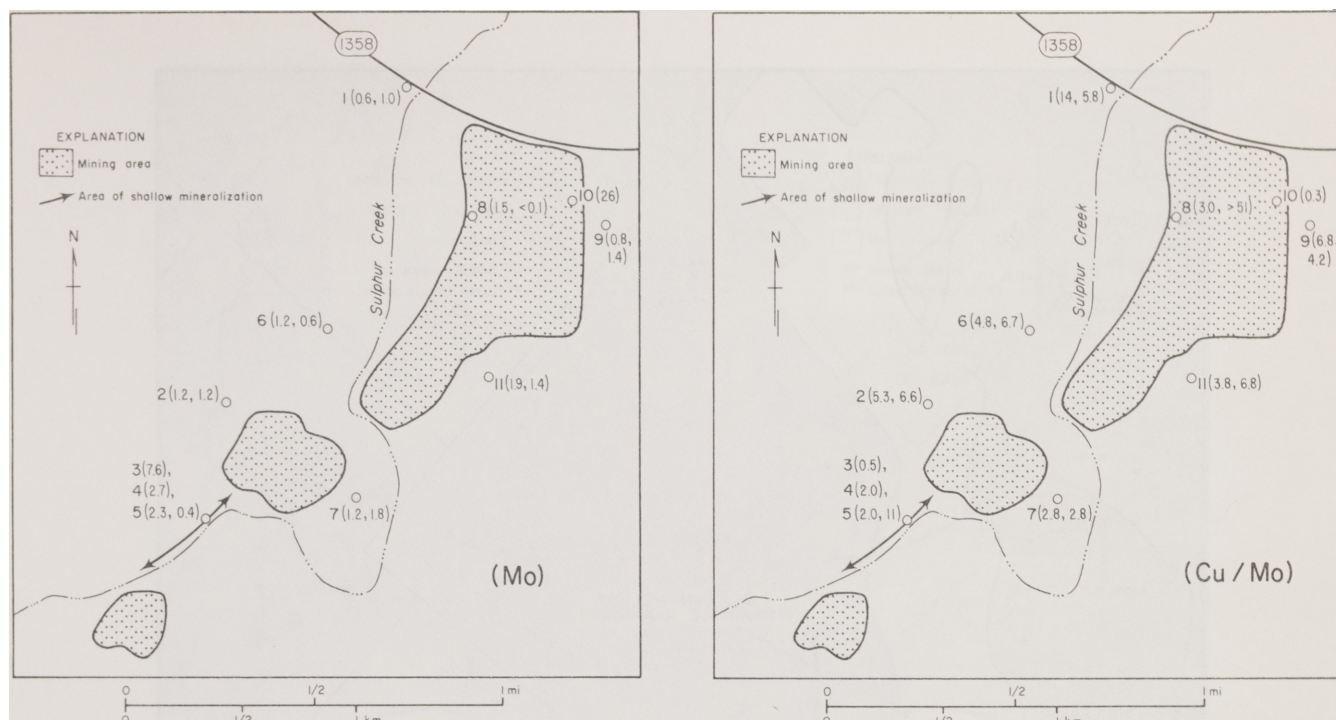 1358
1(0.6, 1.0)
EXPLANATION
Mining area
Area of shallow mineralization
N
Sulphur Creek
8(1.5, <0.1)
10(26)
9(0.8,
1.4)
6(1.2, 0.6)
11(1.9, 1.4)
2(1.2, 1.2)
3(7.6),
4(2.7),
5(2.3, 0.4)
7(1.2, 1.8)
(Mo)
0 1/2 1 mi
0 1/2 1 km
1358
1(14, 5.8)
EXPLANATION
Mining area
Area of shallow mineralization
N
Sulphur Creek
8(3.0, >51)
10(0.3)
9(6.8,
4.2)
6(4.8, 6.7)
11(3.8, 6.8)
2(5.3, 6.6)
3(0.5),
4(2.0),
5(2.0, 11)
7(2.8, 2.8)
(Cu/Mo)
0 1/2 1 mi
0 1/2 1 km